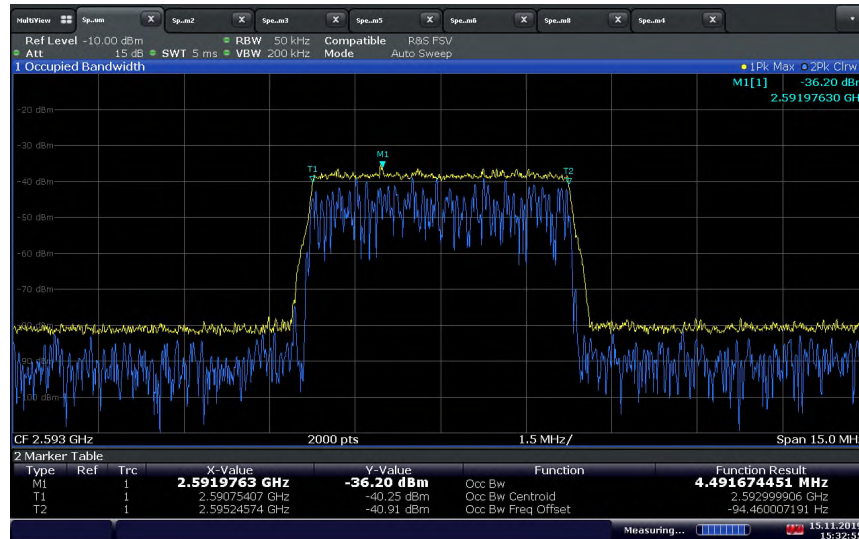 MultiView Sp..um X Sp..m2 X Spe..m3 X Spe..m5 X Spe..m6 X Spe..m8 X Spe..m4 X
Ref Level -10.00 dBm RBW 50 kHz Compatible R&S FSV
Att 15 dB SWT 5 ms VBW 200 kHz Mode Auto Sweep
1 Occupied Bandwidth 1Pk Max 2Pk Clrw
M1[1] -36.20 dBm
2.59197630 GH
-20 dBm
-30 dBm
M1
T1 T2
-40 dBm
-50 dBm
-60 dBm
-70 dBm
CF 2.593 GHz 2000 pts 1.5 MHz/ Span 15.0 MH
2 Marker Table
Type Ref Trc X-Value Y-Value Function Function Result
M1 1 2.5919763 GHz -36.20 dBm Occ Bw 4.491674451 MHz
T1 1 2.59075407 GHz -40.25 dBm Occ Bw Centroid 2.592999906 GHz
T2 1 2.59524574 GHz -40.91 dBm Occ Bw Freq Offset -94.460007191 Hz
Measuring... 15.11.2019
15:32:55